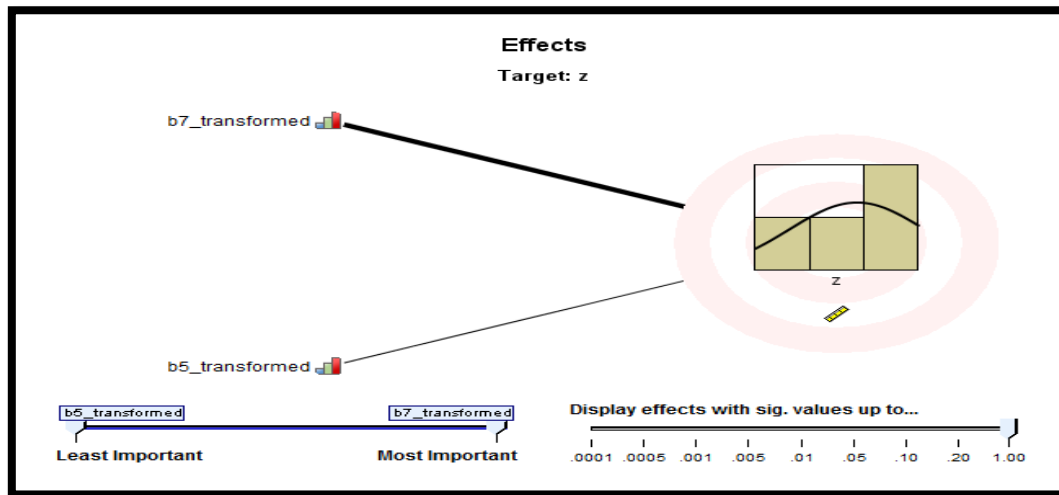 Effects
Target: z
b7_transformed
z
b5_transformed
b5_transformed b7_transformed
Least Important Most Important
Display effects with sig. values up to...
.0001 .0005 .001 .005 .01 .05 .10 .20 1.00